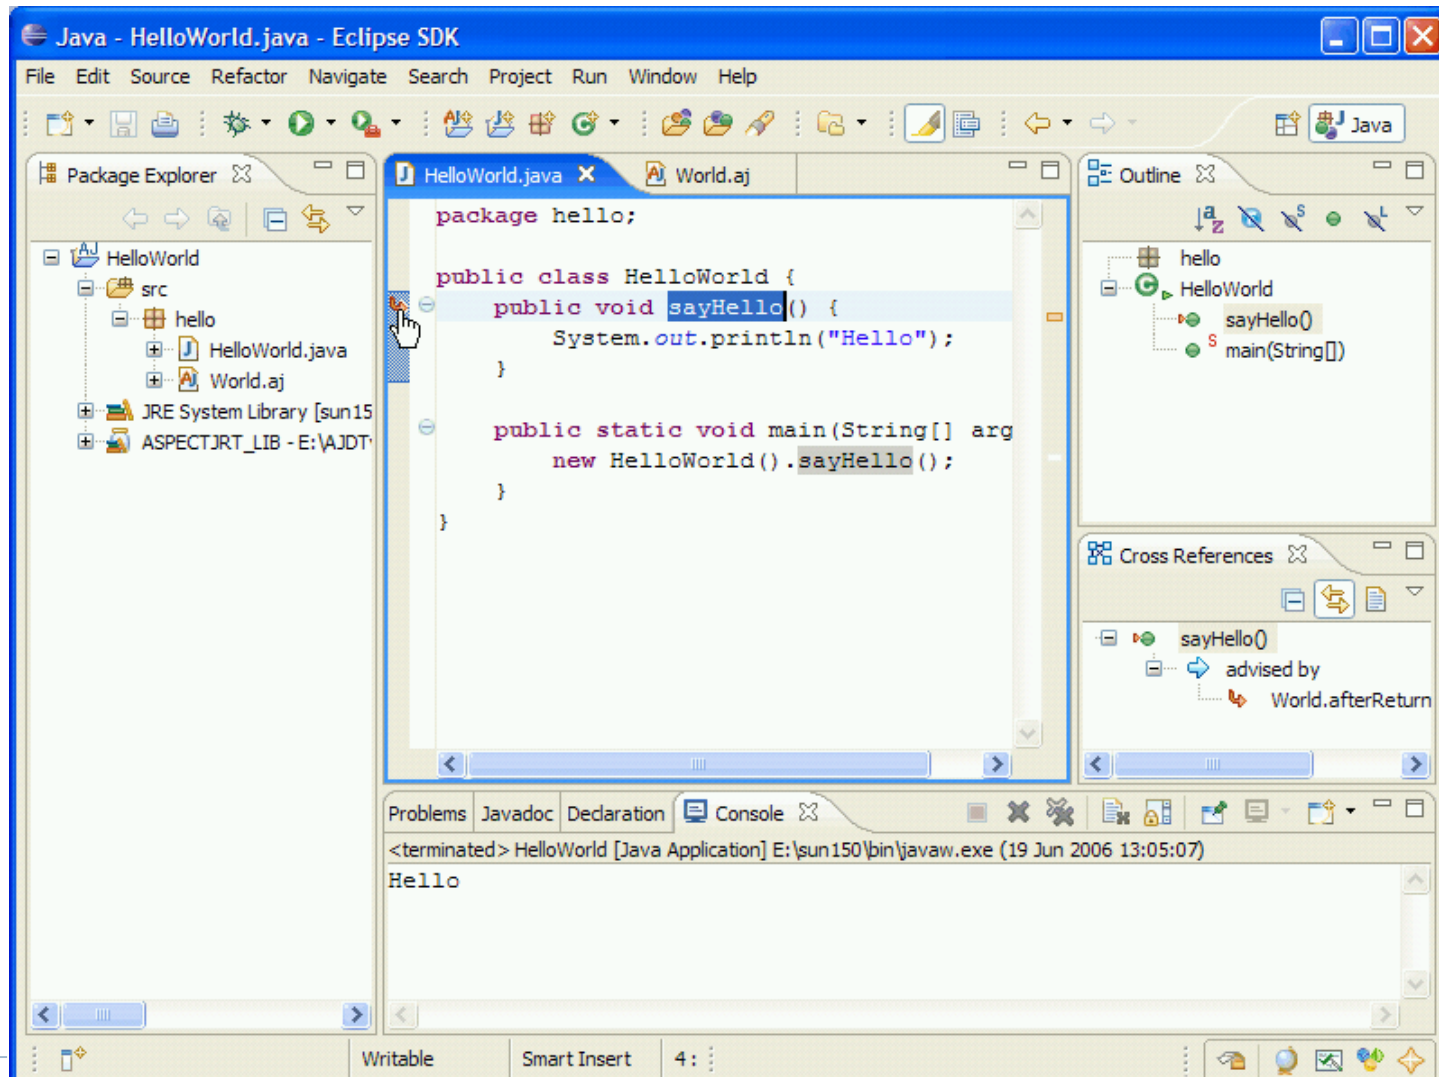 Java - HelloWorld.java - Eclipse SDK
File Edit Source Refactor Navigate Search Project Run Window Help
Java
Package Explorer
HelloWorld
src
hello
HelloWorld.java
World.aj
JRE System Library [sun15
ASPECTJRT_LIB - E:\AJDT
HelloWorld.java World.aj
package hello;
public class HelloWorld {
public void sayHello() {
System.out.println("Hello");
}
public static void main(String[] arg
new HelloWorld().sayHello();
}
}
Outline
hello
HelloWorld
sayHello()
main(String[])
Cross References
sayHello()
advised by
World.afterReturn
Problems Javadoc Declaration Console
<terminated> HelloWorld [Java Application] E:\sun150\bin\javaw.exe (19 Jun 2006 13:05:07)
Hello
Writable Smart Insert 4 :